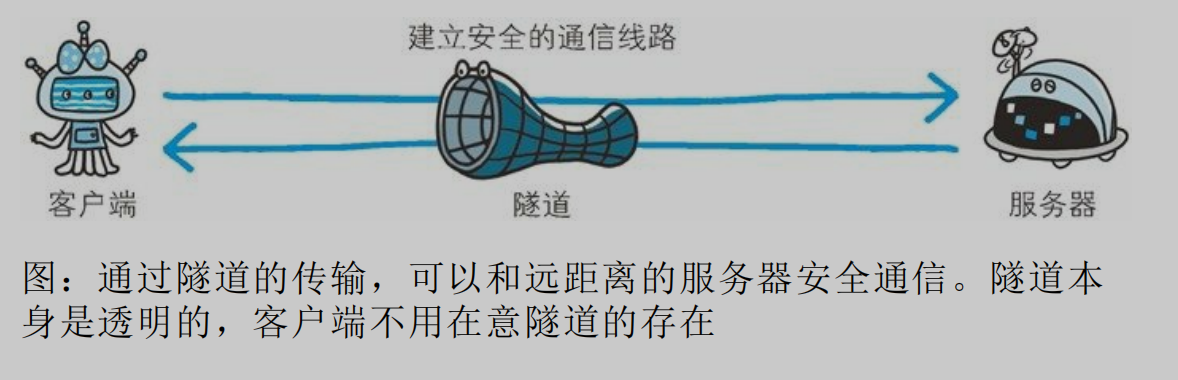 建立安全的通信线路
客户端
隧道
服务器
图：通过隧道的传输，可以和远距离的服务器安全通信。隧道本
身是透明的，客户端不用在意隧道的存在